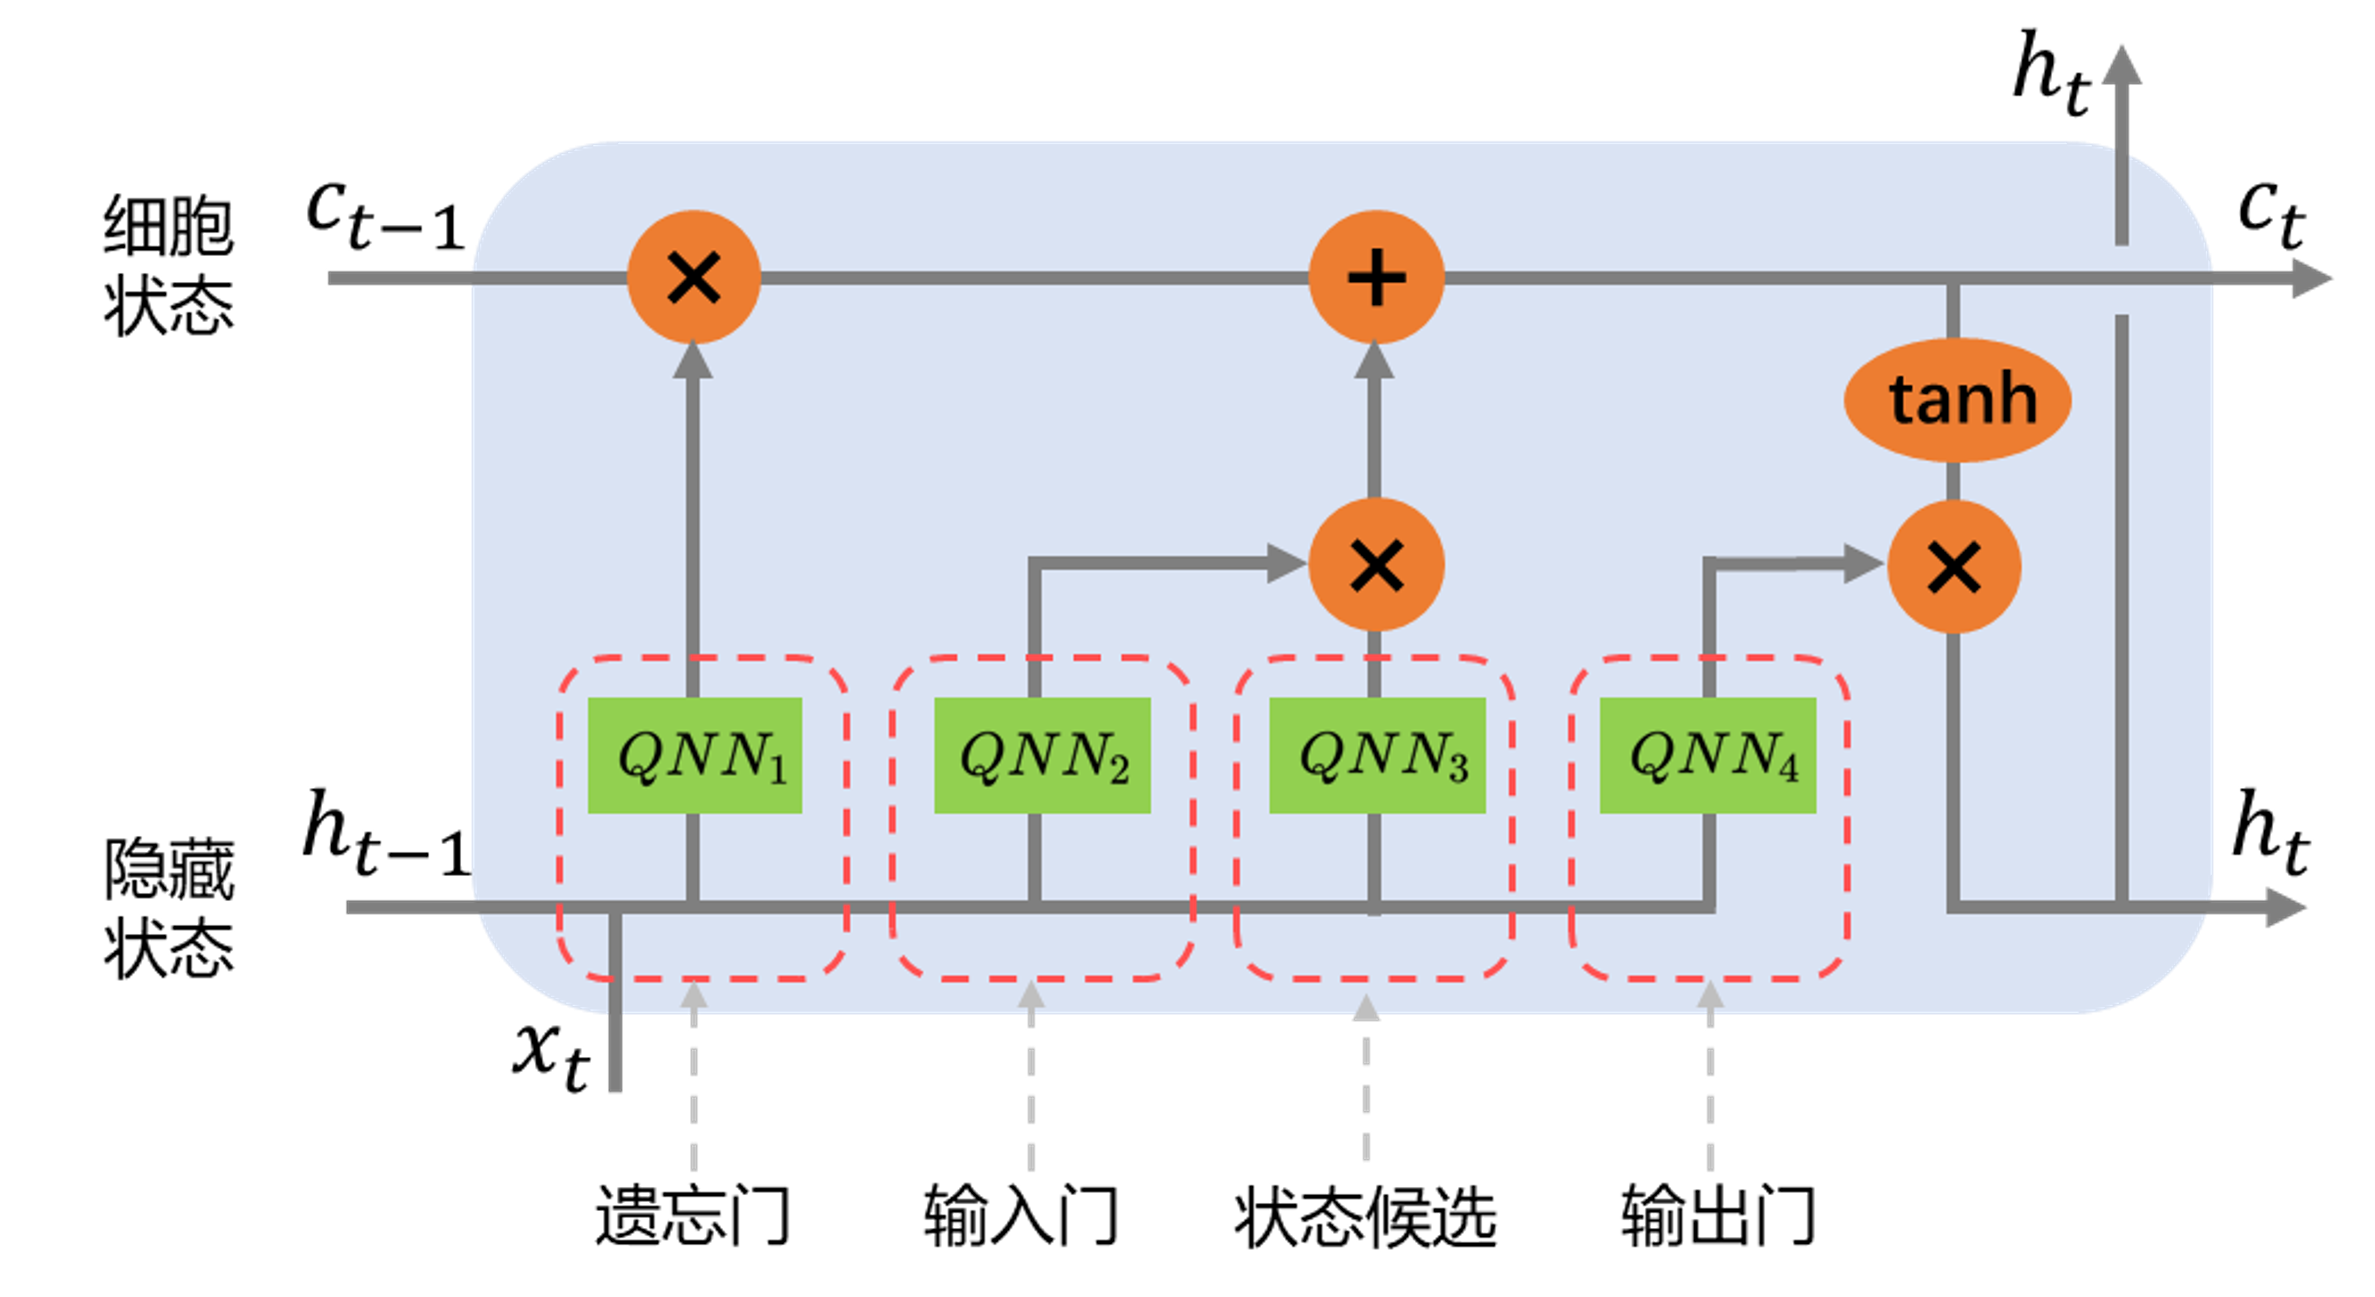 h_t
细胞
状态
c_{t-1}
c_t
×
+
tanh
×
×
QNN_1
QNN_2
QNN_3
QNN_4
隐藏
状态
h_{t-1}
h_t
x_t
遗忘门
输入门
状态候选
输出门